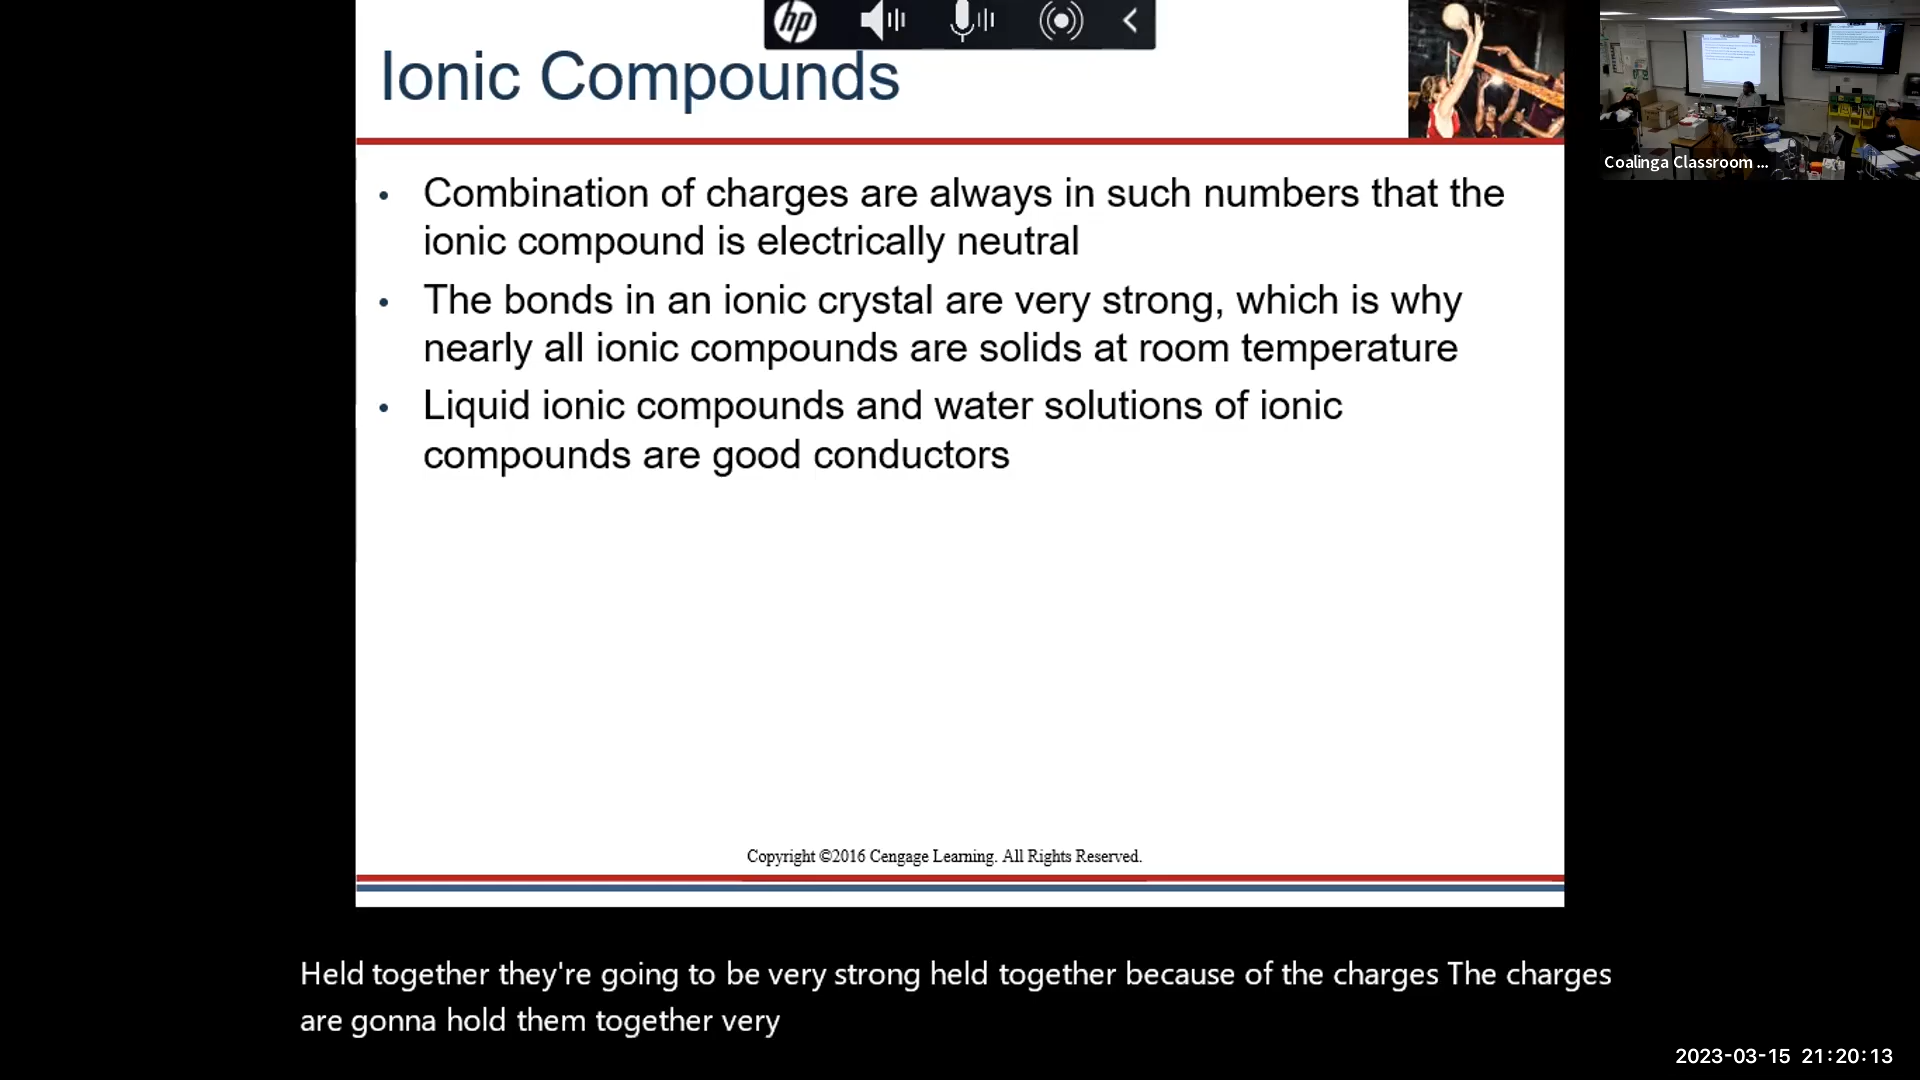 hp
Ionic Compounds
Coalinga Classroom ...
• Combination of charges are always in such numbers that the
ionic compound is electrically neutral
• The bonds in an ionic crystal are very strong, which is why
nearly all ionic compounds are solids at room temperature
• Liquid ionic compounds and water solutions of ionic
compounds are good conductors
Copyright ©2016 Cengage Learning. All Rights Reserved.
Held together they're going to be very strong held together because of the charges The charges
are gonna hold them together very
2023-03-15 21:20:13